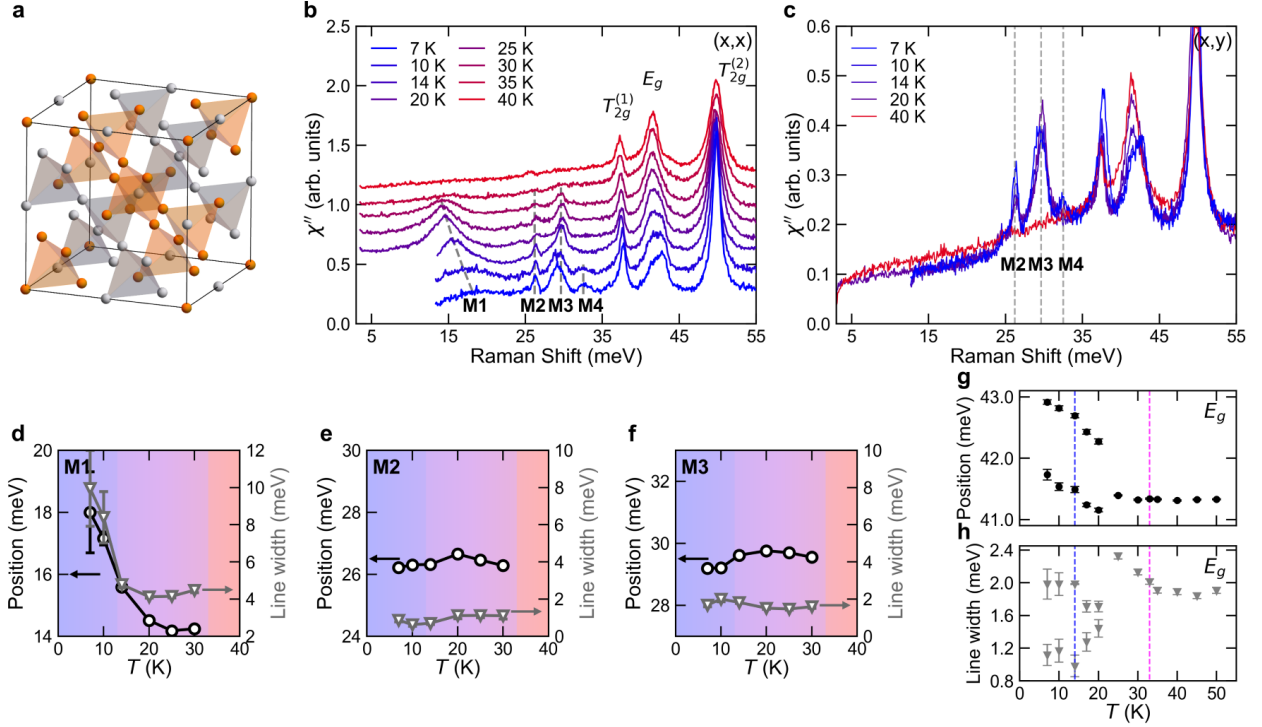 a
b
χ″ (arb. units)
2.5
2.0
1.5
1.0
0.5
0.0
7 K
10 K
14 K
20 K
25 K
30 K
35 K
40 K
(x,x)
T2g(1)
Eg
T2g(2)
M1
M2
M3
M4
5 15 25 35 45 55
Raman Shift (meV)
c
χ″ (arb. units)
0.6
0.5
0.4
0.3
0.2
0.1
0.0
7 K
10 K
14 K
20 K
40 K
(x,y)
M2
M3
M4
5 15 25 35 45 55
Raman Shift (meV)
d
M1
Position (meV)
20
18
16
14
Line width (meV)
12
10
8
6
4
2
0 10 20 30 40
T (K)
e
M2
Position (meV)
30
28
26
24
Line width (meV)
10
8
6
4
2
0
0 10 20 30 40
T (K)
f
M3
Position (meV)
32
30
28
Line width (meV)
10
8
6
4
2
0
0 10 20 30 40
T (K)
g
Eg
Position (meV)
43.0
42.0
41.0
h
Eg
Line width (meV)
2.4
2.0
1.6
1.2
0.8
0 10 20 30 40 50
T (K)